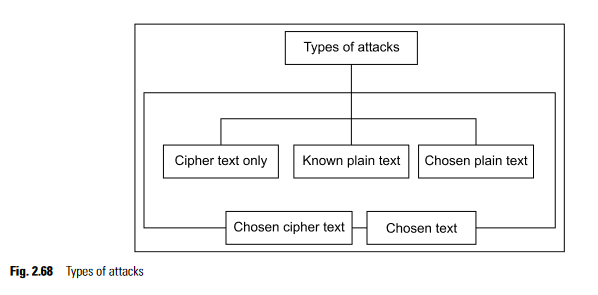 Types of attacks
Cipher text only
Known plain text
Chosen plain text
Chosen cipher text
Chosen text
Fig. 2.68 Types of attacks